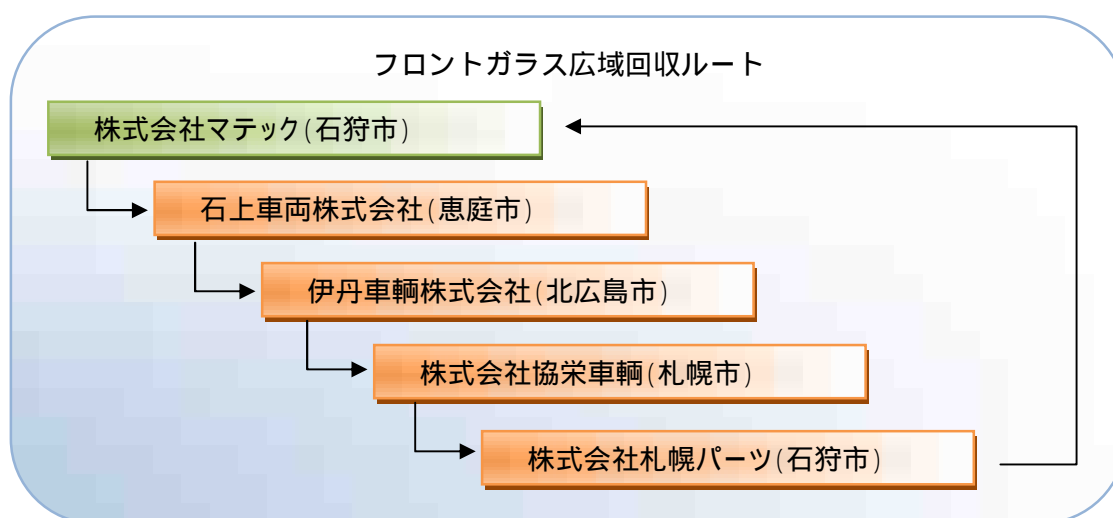 フロントガラス広域回収ルート
株式会社マテック(石狩市)
石上車両株式会社(恵庭市)
伊丹車輌株式会社(北広島市)
株式会社協栄車輌(札幌市)
株式会社札幌パーツ(石狩市)